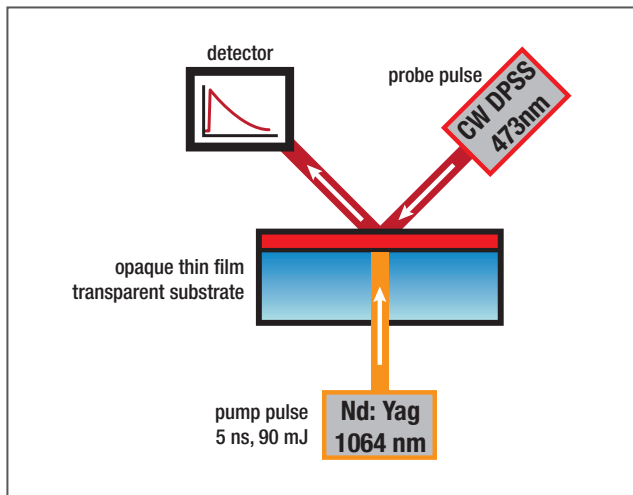 detector
probe pulse
CW DPSS
473nm
opaque thin film
transparent substrate
pump pulse
5 ns, 90 mJ
Nd: Yag
1064 nm